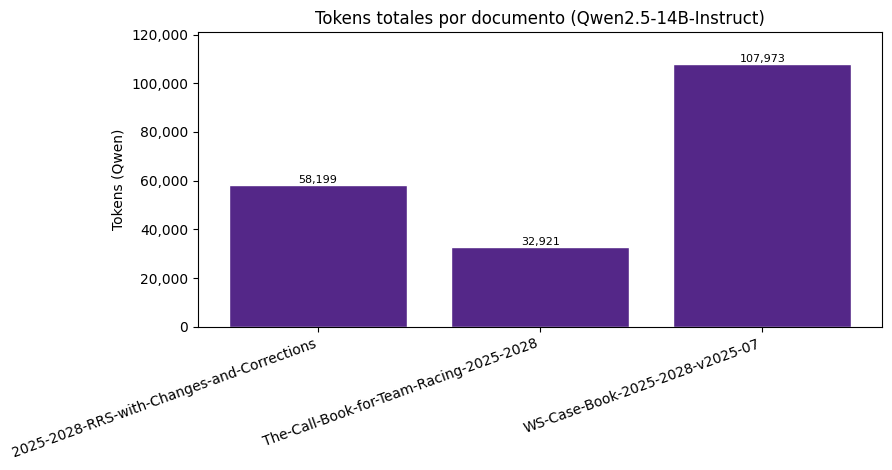 Tokens totales por documento (Qwen2.5-14B-Instruct)
Tokens (Qwen)
120,000
100,000
80,000
60,000
40,000
20,000
0
58,199
32,921
107,973
2025-2028-RRS-with-Changes-and-Corrections
The-Call-Book-for-Team-Racing-2025-2028
WS-Case-Book-2025-2028-v2025-07